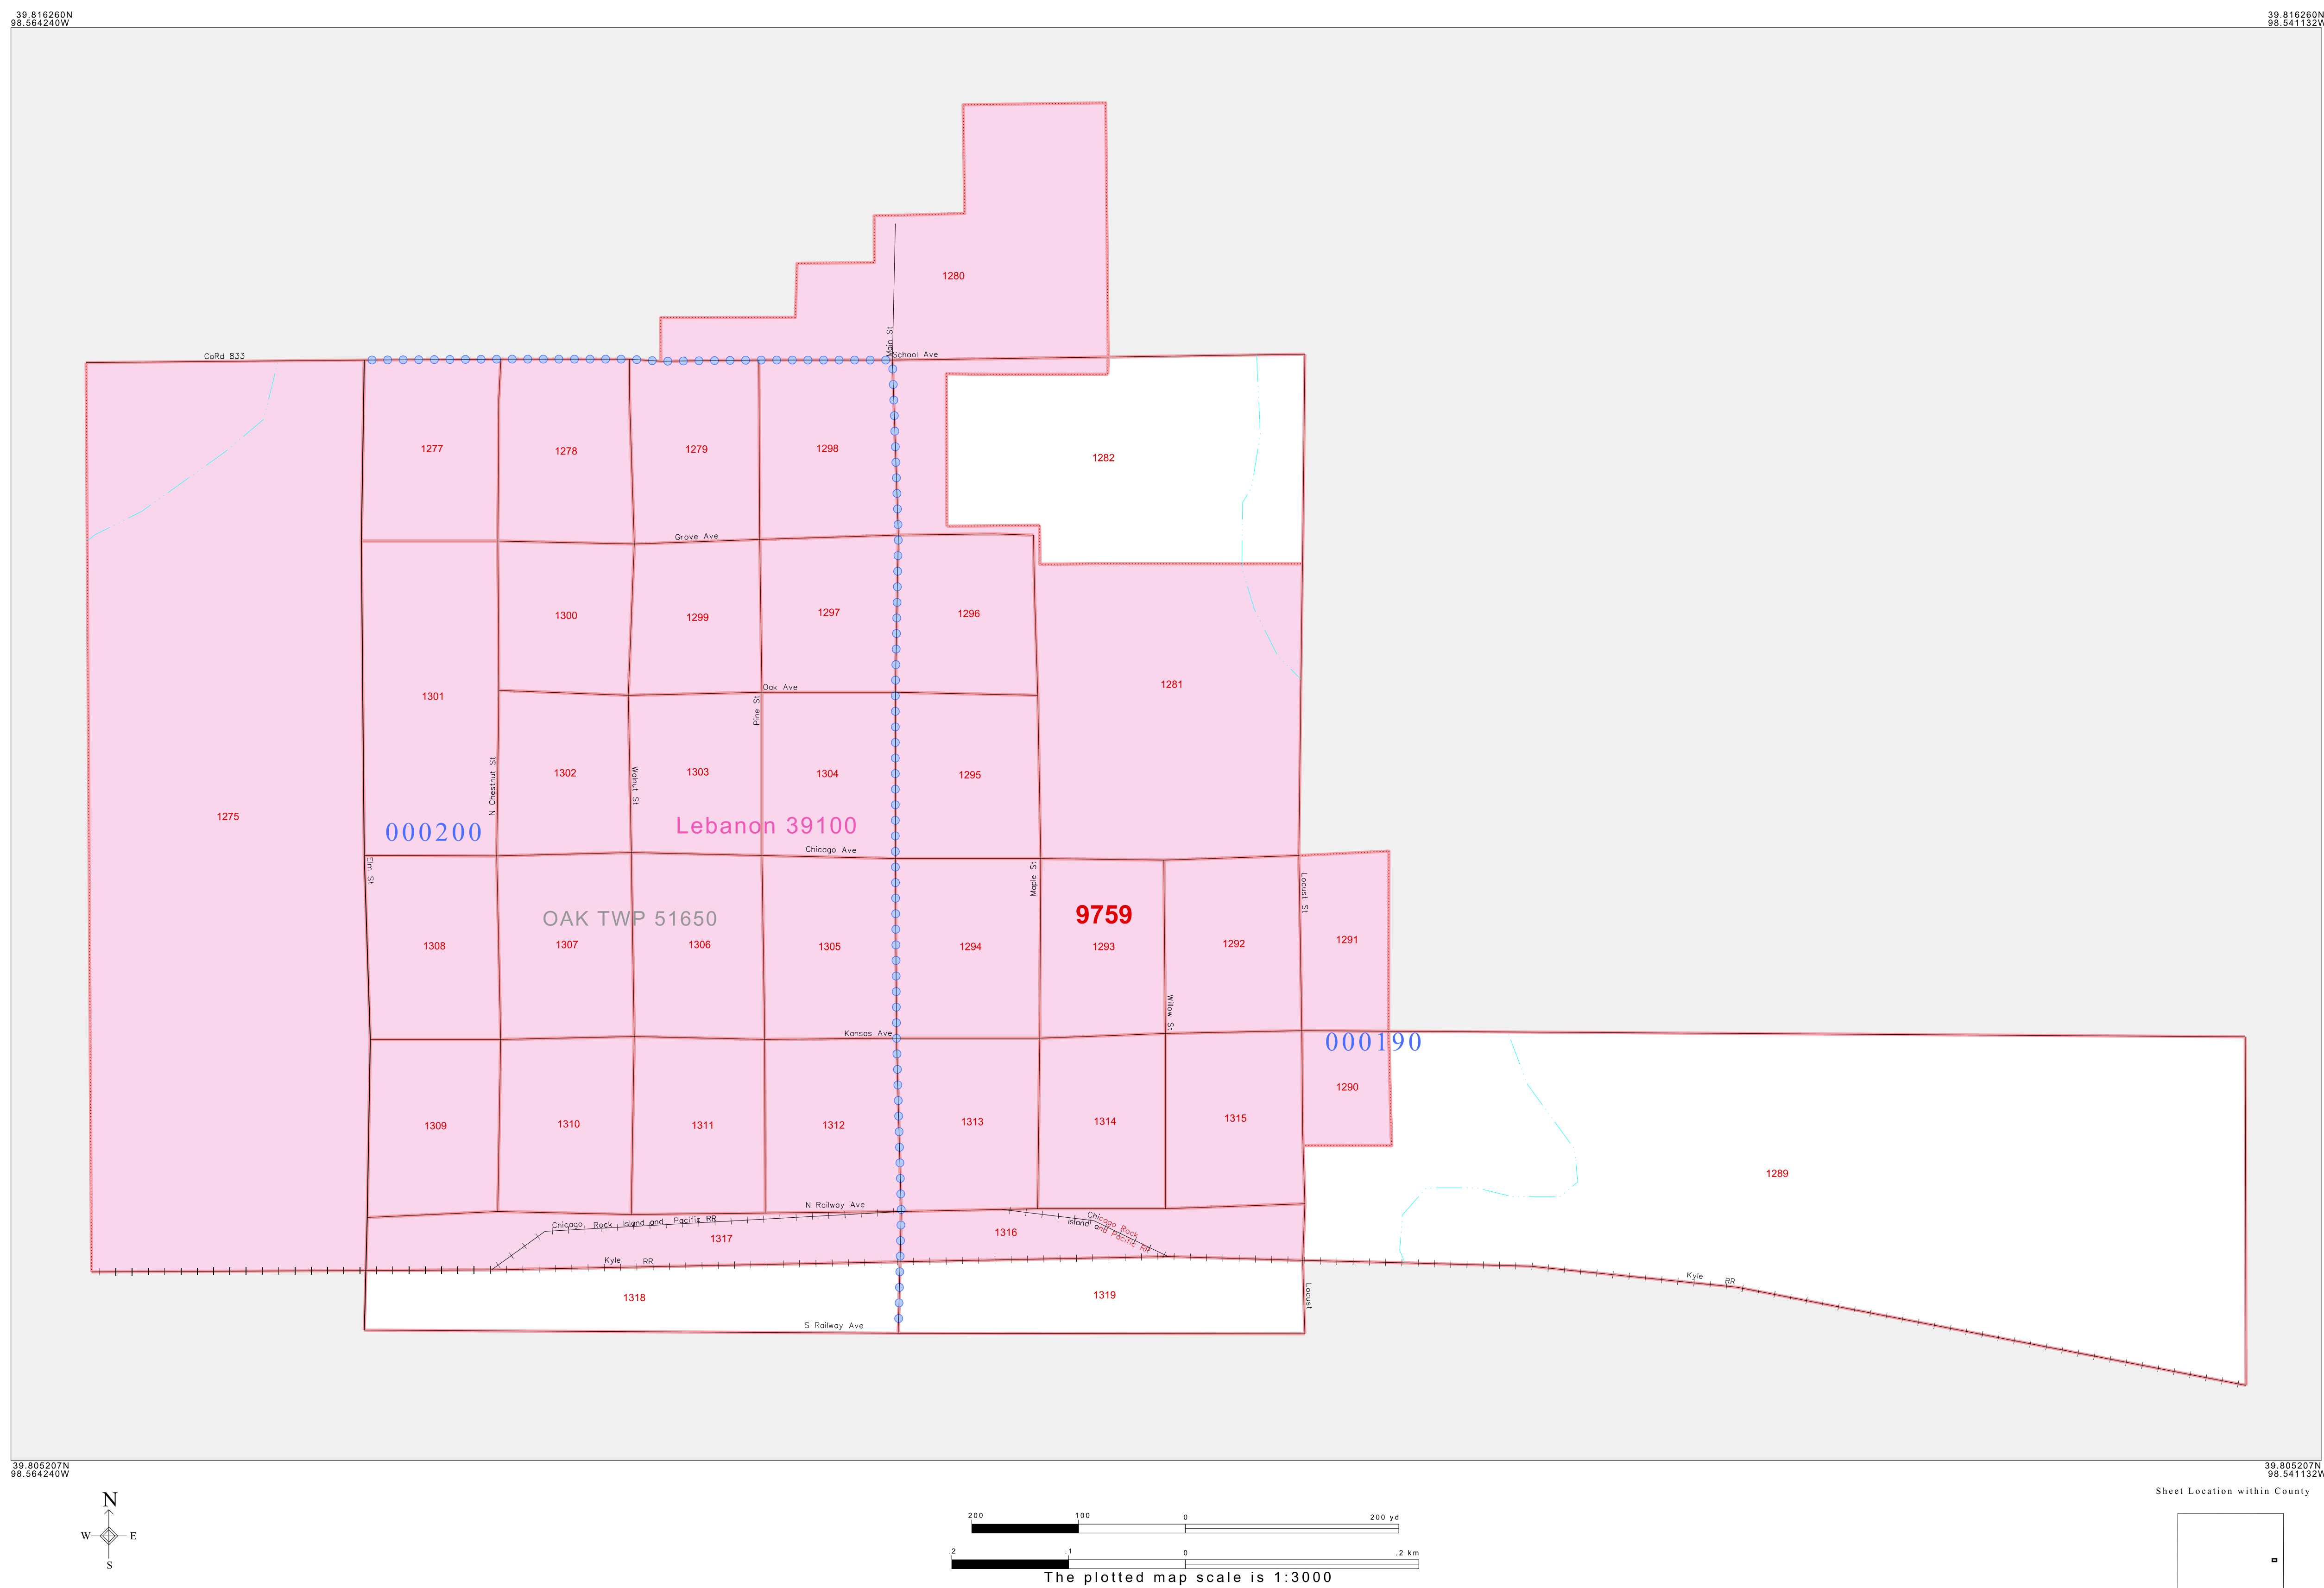 39.816260N
98.564240W
39.816260N
98.541132W
1280
Main St
School Ave
CoRd 833
1277
1278
1279
1298
1282
Grove Ave
1300
1299
1297
1296
1281
Oak Ave
Pine St
1301
N Chestnut St
Walnut St
1302
1303
1304
1295
1275
000200
Lebanon 39100
Chicago Ave
Elm St
Maple St
Locust St
OAK TWP 51650
9759
1308
1307
1306
1305
1294
1293
1292
1291
Willow St
Kansas Ave
000190
1290
1309
1310
1311
1312
1313
1314
1315
1289
N Railway Ave
Chicago, Rock Island and Pacific RR
Chicago Rock
Island and Pacific RR
1317
1316
Kyle RR
Kyle RR
1318
1319
Locust
S Railway Ave
39.805207N
98.564240W
39.805207N
98.541132W
N
W E
S
200 100 0 200 yd
.2 .1 0 .2 km
The plotted map scale is 1:3000
Sheet Location within County